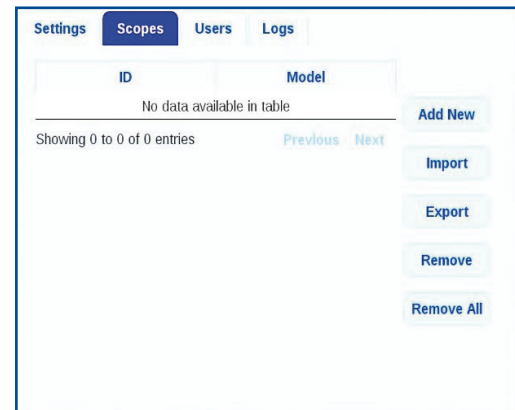 Settings Scopes Users Logs
ID Model
No data available in table
Showing 0 to 0 of 0 entries Previous Next
Add New
Import
Export
Remove
Remove All